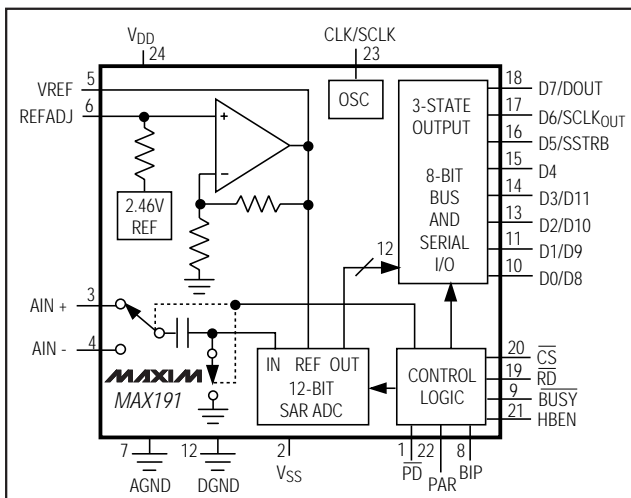 VDD
24
CLK/SCLK
23
VREF
5
REFADJ
6
+
−
2.46V
REF
OSC
3-STATE
OUTPUT
8-BIT
BUS
AND
SERIAL
I/O
18 D7/DOUT
17 D6/SCLKOUT
16 D5/SSTRB
15 D4
14 D3/D11
13 D2/D10
11 D1/D9
10 D0/D8
12
AIN + 3
AIN - 4
MAXIM
MAX191
IN REF OUT
12-BIT
SAR ADC
CONTROL
LOGIC
20 CS
19 RD
9 BUSY
21 HBEN
7
AGND
12
DGND
2
VSS
1
PD
22
PAR
8
BIP